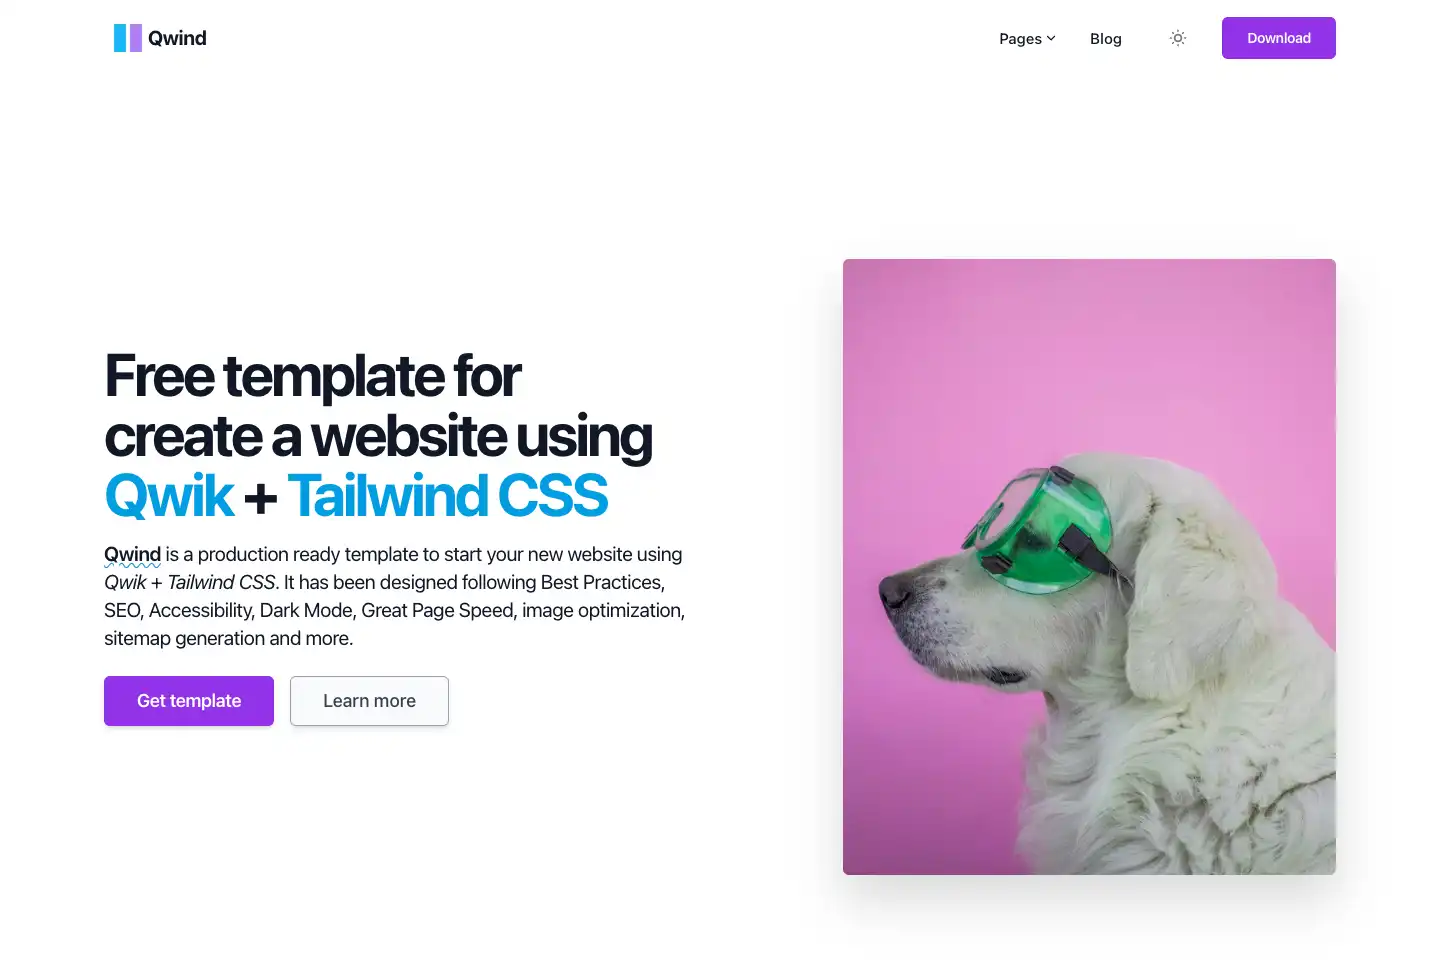 Qwind
Pages
Blog
Download
Free template for
create a website using
Qwik + Tailwind CSS
Qwind is a production ready template to start your new website using
Qwik + Tailwind CSS. It has been designed following Best Practices,
SEO, Accessibility, Dark Mode, Great Page Speed, image optimization,
sitemap generation and more.
Get template
Learn more